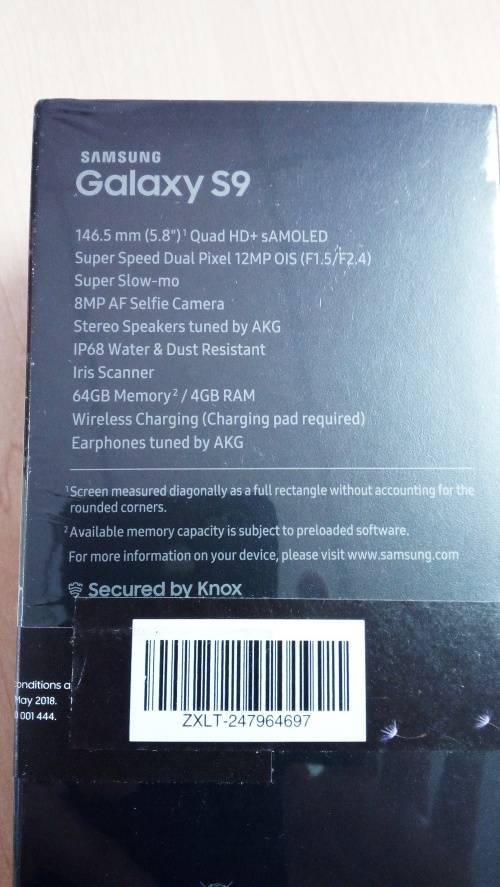 SAMSUNG
Galaxy S9
146.5 mm (5.8")¹ Quad HD+ sAMOLED
Super Speed Dual Pixel 12MP OIS (F1.5/F2.4)
Super Slow-mo
8MP AF Selfie Camera
Stereo Speakers tuned by AKG
IP68 Water & Dust Resistant
Iris Scanner
64GB Memory² / 4GB RAM
Wireless Charging (Charging pad required)
Earphones tuned by AKG
¹Screen measured diagonally as a full rectangle without accounting for the
rounded corners.
²Available memory capacity is subject to preloaded software.
For more information on your device, please visit www.samsung.com
Secured by Knox
onditions a
May 2018.
001 444.
ZXLT-247964697